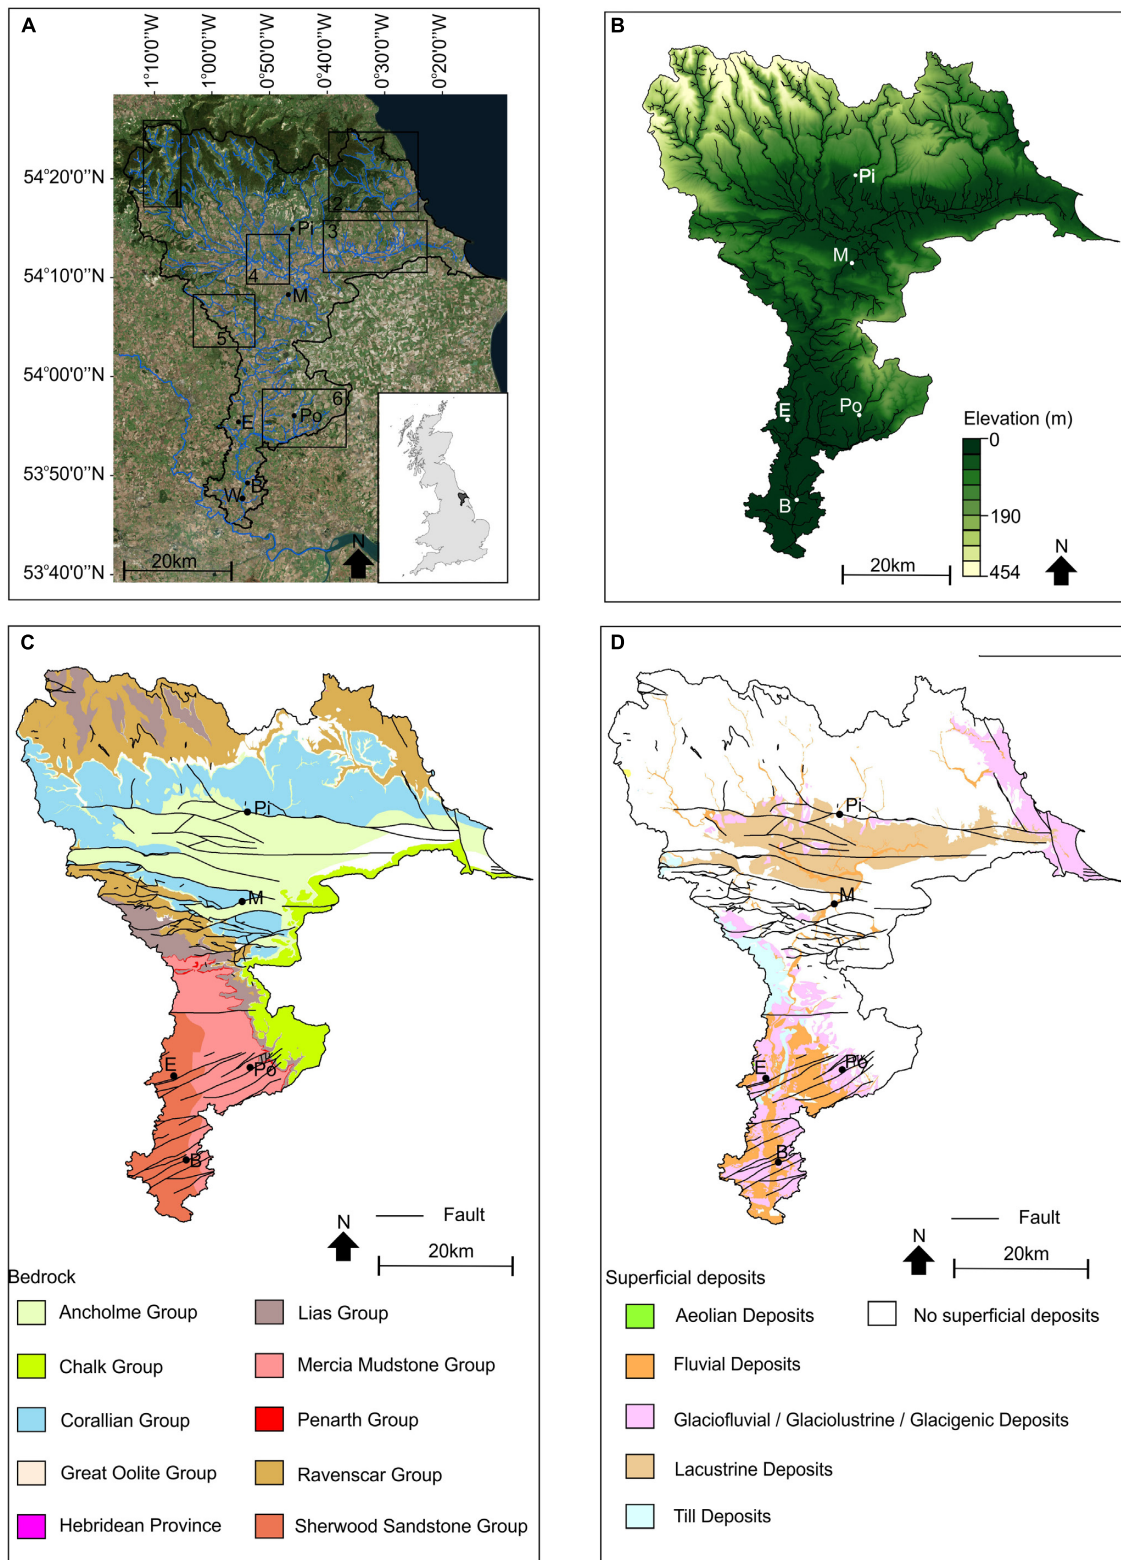 A
1°10'0"W
1°00'0"W
0°50'0"W
0°40'0"W
0°30'0"W
0°20'0"W
54°20'0"N
54°10'0"N
54°00'0"N
53°50'0"N
53°40'0"N
1
2
3
4
5
6
Pi
M
E
Po
B
W
20km
N
B
Pi
M
E
Po
B
Elevation (m)
0
190
454
20km
N
C
Pi
M
E
Po
B
N
Fault
20km
Bedrock
Ancholme Group
Lias Group
Chalk Group
Mercia Mudstone Group
Corallian Group
Penarth Group
Great Oolite Group
Ravenscar Group
Hebridean Province
Sherwood Sandstone Group
D
Pi
M
E
Po
B
N
Fault
20km
Superficial deposits
Aeolian Deposits
No superficial deposits
Fluvial Deposits
Glaciofluvial / Glaciolustrine / Glacigenic Deposits
Lacustrine Deposits
Till Deposits